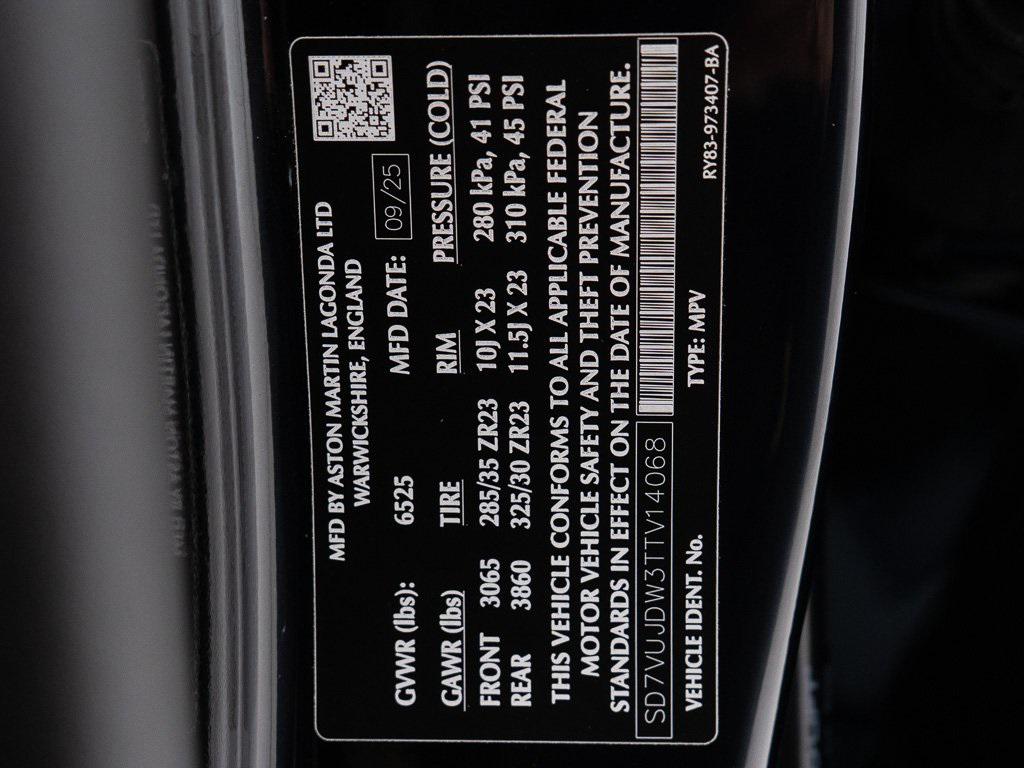 MFD BY ASTON MARTIN LAGONDA LTD
WARWICKSHIRE, ENGLAND
GVWR (lbs): 6525 MFD DATE: 09/25
GAWR (lbs) TIRE RIM PRESSURE (COLD)
FRONT 3065 285/35 ZR23 10J X 23 280 kPa, 41 PSI
REAR 3860 325/30 ZR23 11.5J X 23 310 kPa, 45 PSI
THIS VEHICLE CONFORMS TO ALL APPLICABLE FEDERAL
MOTOR VEHICLE SAFETY AND THEFT PREVENTION
STANDARDS IN EFFECT ON THE DATE OF MANUFACTURE.
SD7VUJDW3TTV14068
VEHICLE IDENT. No. TYPE: MPV RY83-973407-BA